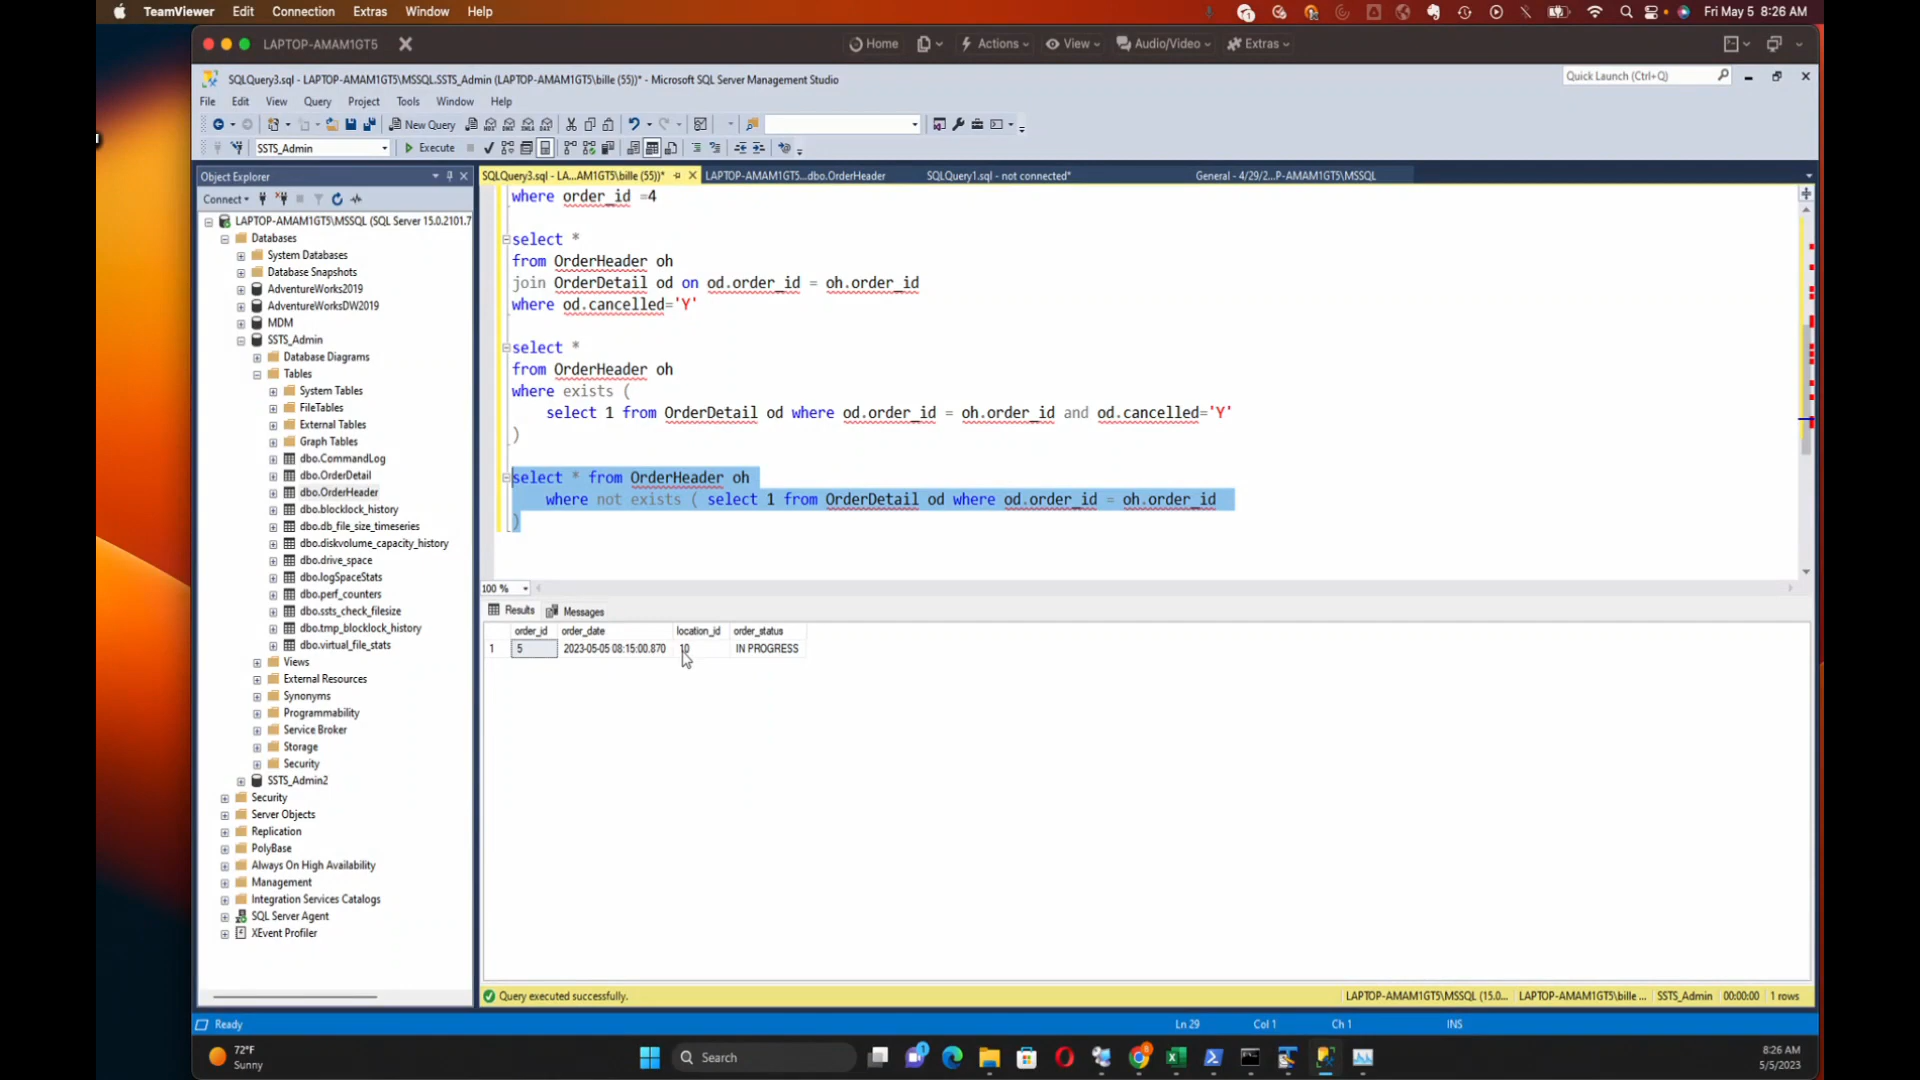 TeamViewer Edit Connection Extras Window Help
Fri May 5 8:26 AM
LAPTOP-AMAM1GT5
Home Actions View Audio/Video Extras
SQLQuery3.sql - LAPTOP-AMAM1GT5\MSSQL.SSTS_Admin (LAPTOP-AMAM1GT5\bille (55))* - Microsoft SQL Server Management Studio
Quick Launch (Ctrl+Q)
File Edit View Query Project Tools Window Help
New Query
SSTS_Admin
Execute
Object Explorer
Connect
LAPTOP-AMAM1GT5\MSSQL (SQL Server 15.0.2101.7
Databases
System Databases
Database Snapshots
AdventureWorks2019
AdventureWorksDW2019
MDM
SSTS_Admin
Database Diagrams
Tables
System Tables
FileTables
External Tables
Graph Tables
dbo.CommandLog
dbo.OrderDetail
dbo.OrderHeader
dbo.blocklock_history
dbo.db_file_size_timeseries
dbo.diskvolume_capacity_history
dbo.drive_space
dbo.logSpaceStats
dbo.perf_counters
dbo.ssts_check_filesize
dbo.tmp_blocklock_history
dbo.virtual_file_stats
Views
External Resources
Synonyms
Programmability
Service Broker
Storage
Security
SSTS_Admin2
Security
Server Objects
Replication
PolyBase
Always On High Availability
Management
Integration Services Catalogs
SQL Server Agent
XEvent Profiler
SQLQuery3.sql - LA...AM1GT5\bille (55))*
LAPTOP-AMAM1GT5...dbo.OrderHeader
SQLQuery1.sql - not connected*
General - 4/29/2...P-AMAM1GT5\MSSQL
where order_id =4
select *
from OrderHeader oh
join OrderDetail od on od.order_id = oh.order_id
where od.cancelled='Y'
select *
from OrderHeader oh
where exists (
select 1 from OrderDetail od where od.order_id = oh.order_id and od.cancelled='Y'
)
select * from OrderHeader oh
where not exists ( select 1 from OrderDetail od where od.order_id = oh.order_id
)
100 %
Results Messages
order_id order_date location_id order_status
1 5 2023-05-05 08:15:00.870 10 IN PROGRESS
Query executed successfully.
LAPTOP-AMAM1GT5\MSSQL (15.0... LAPTOP-AMAM1GT5\bille ... SSTS_Admin 00:00:00 1 rows
Ready
Ln 29 Col 1 Ch 1 INS
72°F
Sunny
Search
8:26 AM
5/5/2023